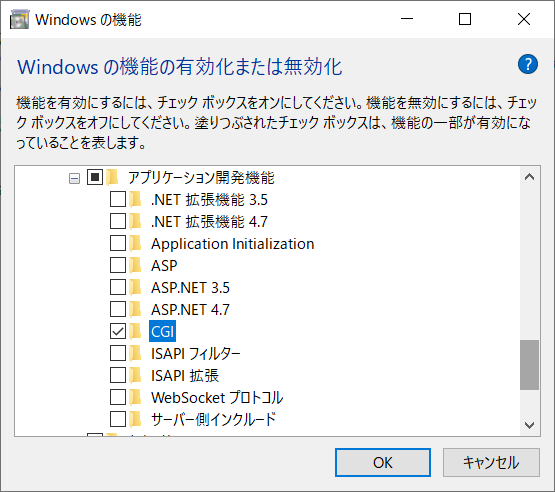 Windows の機能
Windows の機能の有効化または無効化
?
機能を有効にするには、チェック ボックスをオンにしてください。機能を無効にするには、チェッ
ク ボックスをオフにしてください。塗りつぶされたチェック ボックスは、機能の一部が有効にな
っていることを表します。
アプリケーション開発機能
.NET 拡張機能 3.5
.NET 拡張機能 4.7
Application Initialization
ASP
ASP.NET 3.5
ASP.NET 4.7
CGI
ISAPI フィルター
ISAPI 拡張
WebSocket プロトコル
サーバー側インクルード
OK
キャンセル